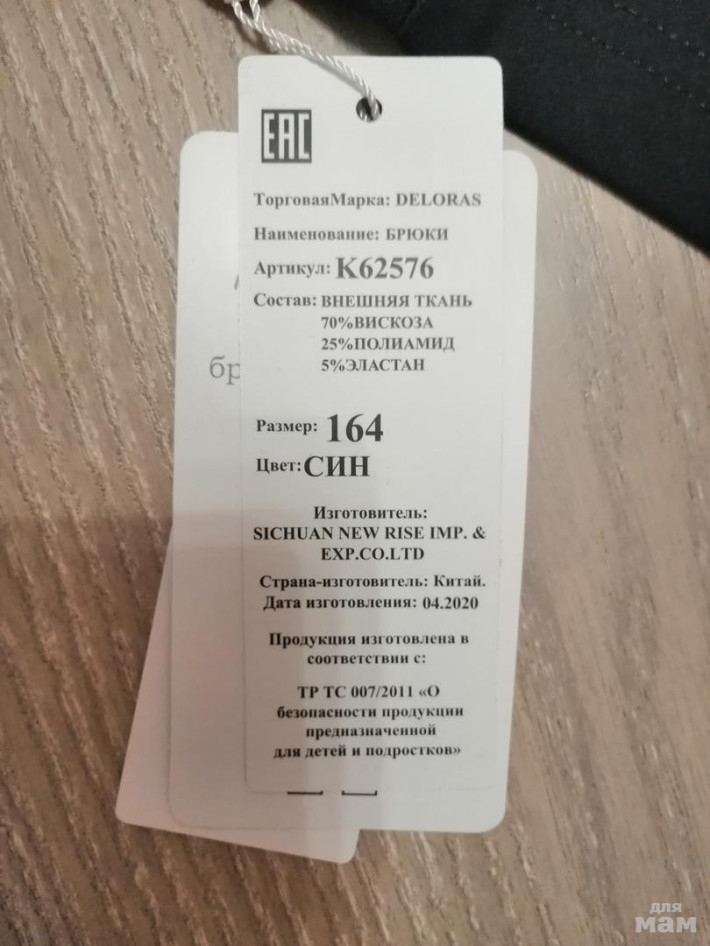 EAC
ТорговаяМарка: DELORAS
Наименование: БРЮКИ
Артикул: K62576
Состав: ВНЕШНЯЯ ТКАНЬ
70%ВИСКОЗА
25%ПОЛИАМИД
5%ЭЛАСТАН
бр
Размер: 164
Цвет: СИН
Изготовитель:
SICHUAN NEW RISE IMP. &
EXP.CO.LTD
Страна-изготовитель: Китай.
Дата изготовления: 04.2020
Продукция изготовлена в
соответствии с:
ТР ТС 007/2011 «О
безопасности продукции
предназначенной
для детей и подростков»
для
мам